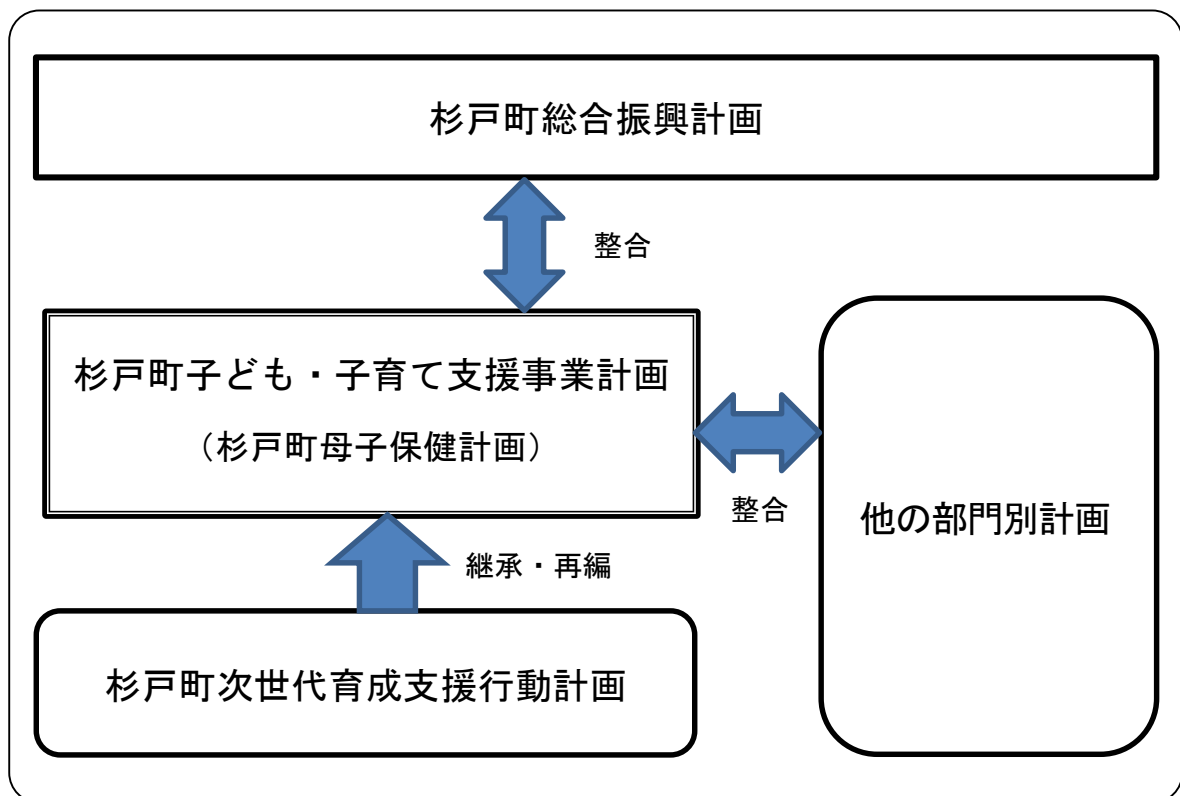 杉戸町総合振興計画
整合
杉戸町子ども・子育て支援事業計画
（杉戸町母子保健計画）
整合
他の部門別計画
継承・再編
杉戸町次世代育成支援行動計画